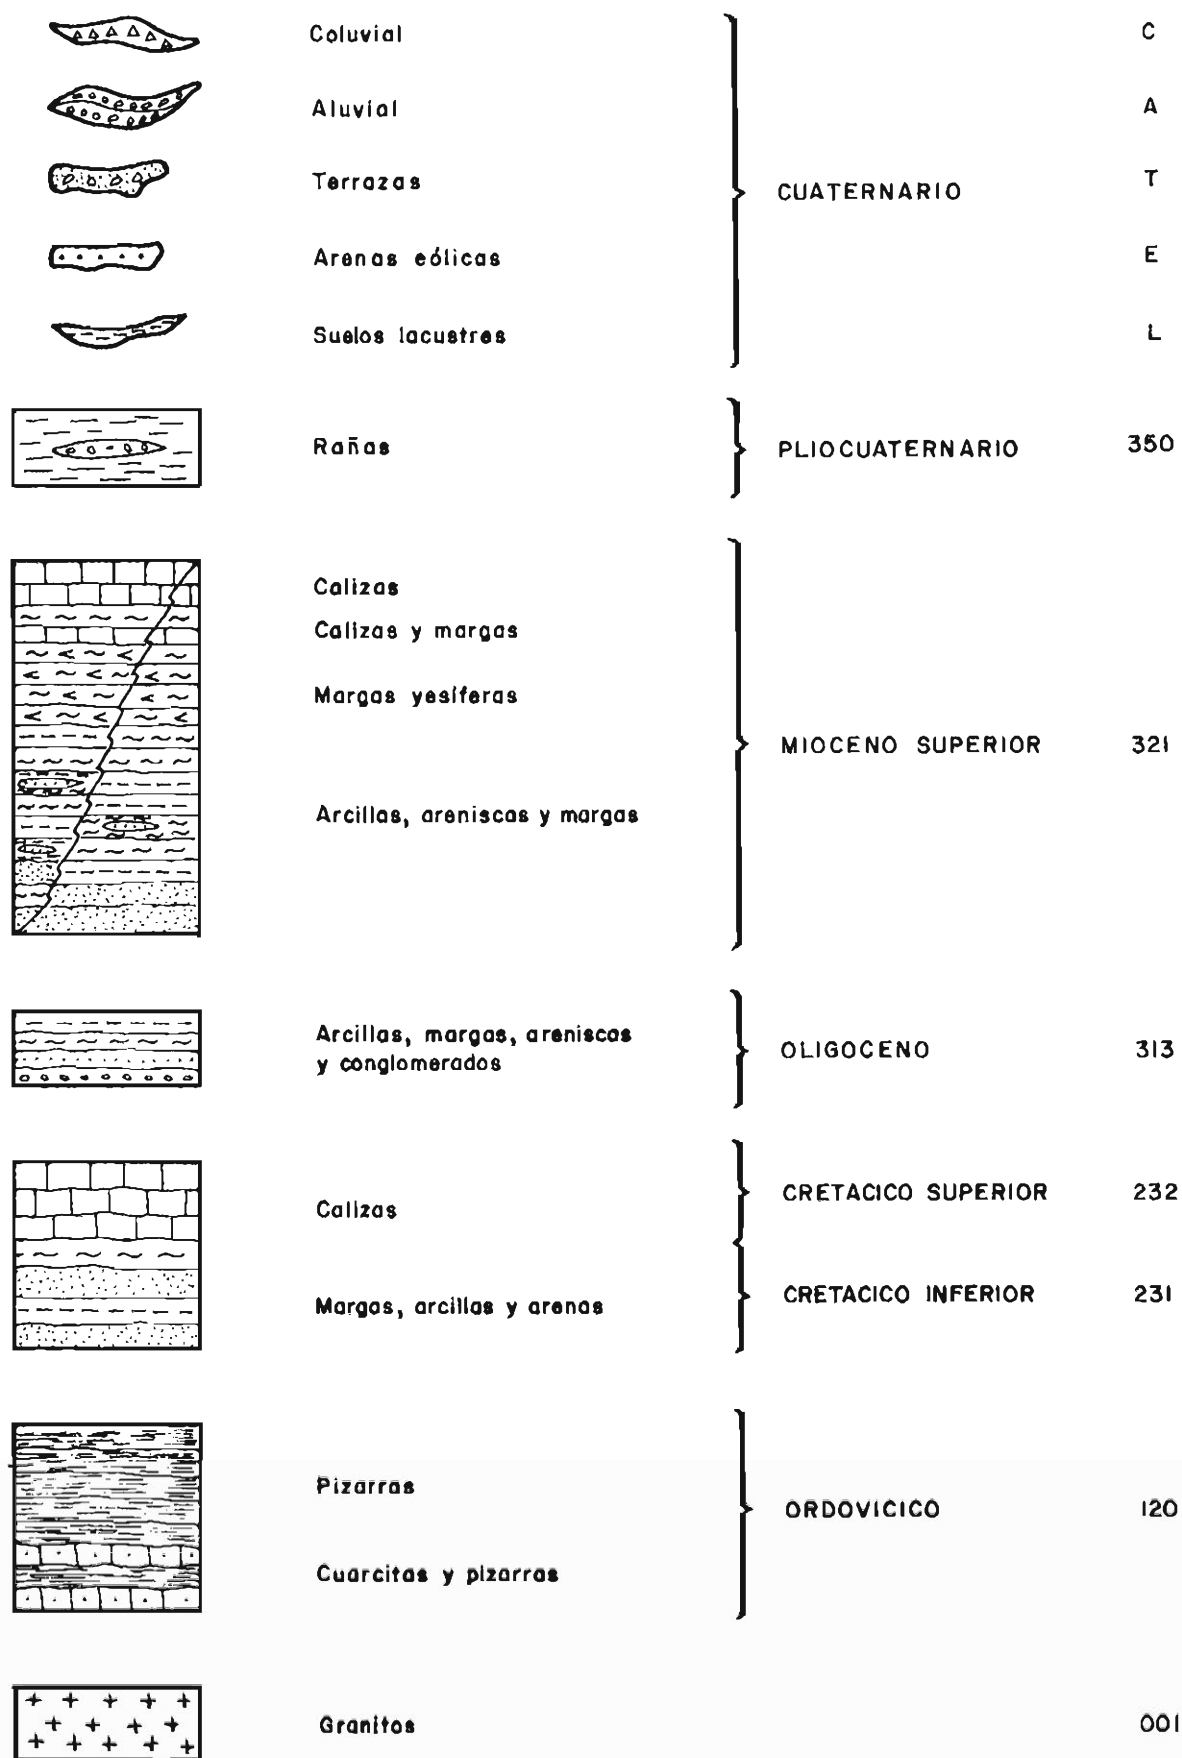 Coluvial C
Aluvial A
Terrazas T
CUATERNARIO
Arenas eólicas E
Suelos lacustres L
Rañas PLIOCUATERNARIO 350
Calizas
Calizas y margas
Margas yesíferas
MIOCENO SUPERIOR 321
Arcillas, areniscas y margas
Arcillas, margas, areniscas
y conglomerados
OLIGOCENO 313
Calizas CRETACICO SUPERIOR 232
Margas, arcillas y arenas CRETACICO INFERIOR 231
Pizarras
ORDOVICICO 120
Cuarcitas y pizarras
Granitos 001